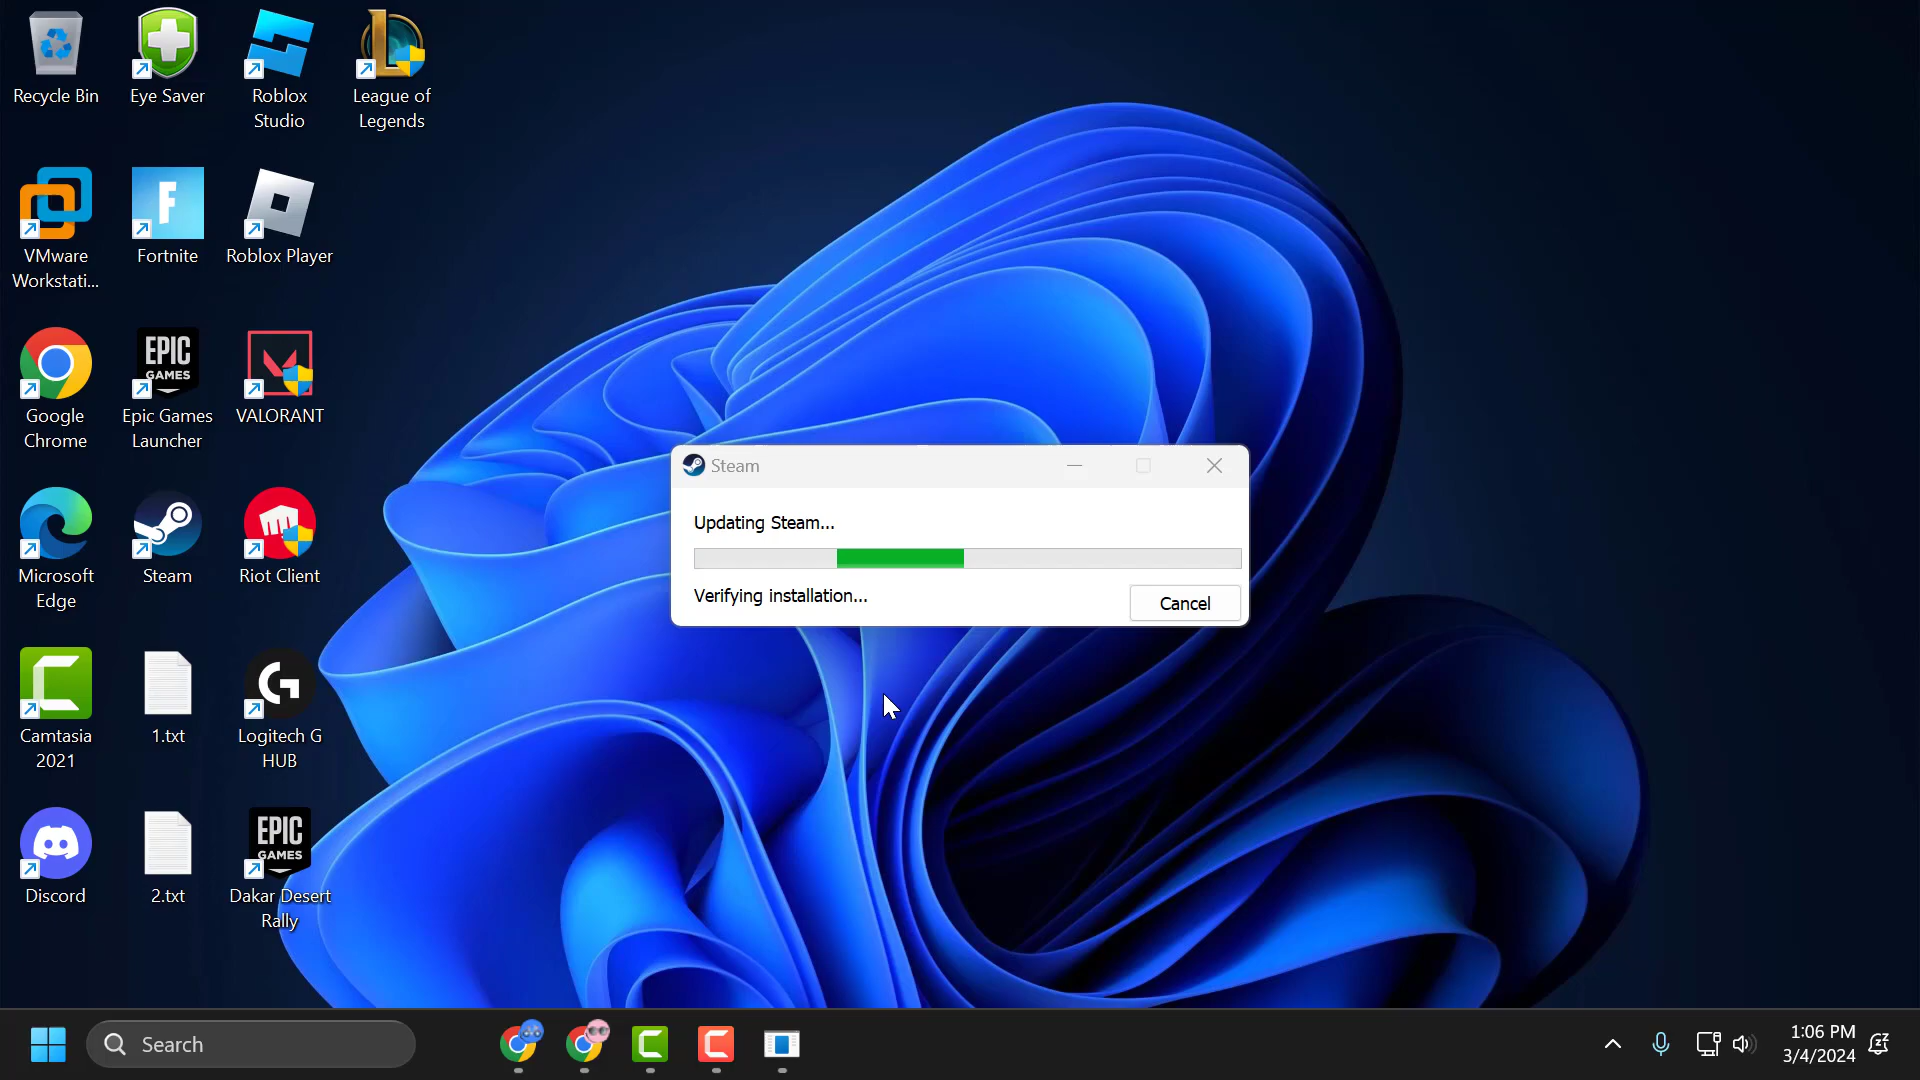 Recycle Bin
Eye Saver
Roblox
Studio
League of
Legends
VMware
Workstati...
F
Fortnite
Roblox Player
Google
Chrome
EPIC
GAMES
Epic Games
Launcher
VALORANT
Microsoft
Edge
Steam
Riot Client
Camtasia
2021
1.txt
Logitech G
HUB
Discord
2.txt
EPIC
GAMES
Dakar Desert
Rally
Steam
Updating Steam...
Verifying installation...
Cancel
Search
1:06 PM
3/4/2024